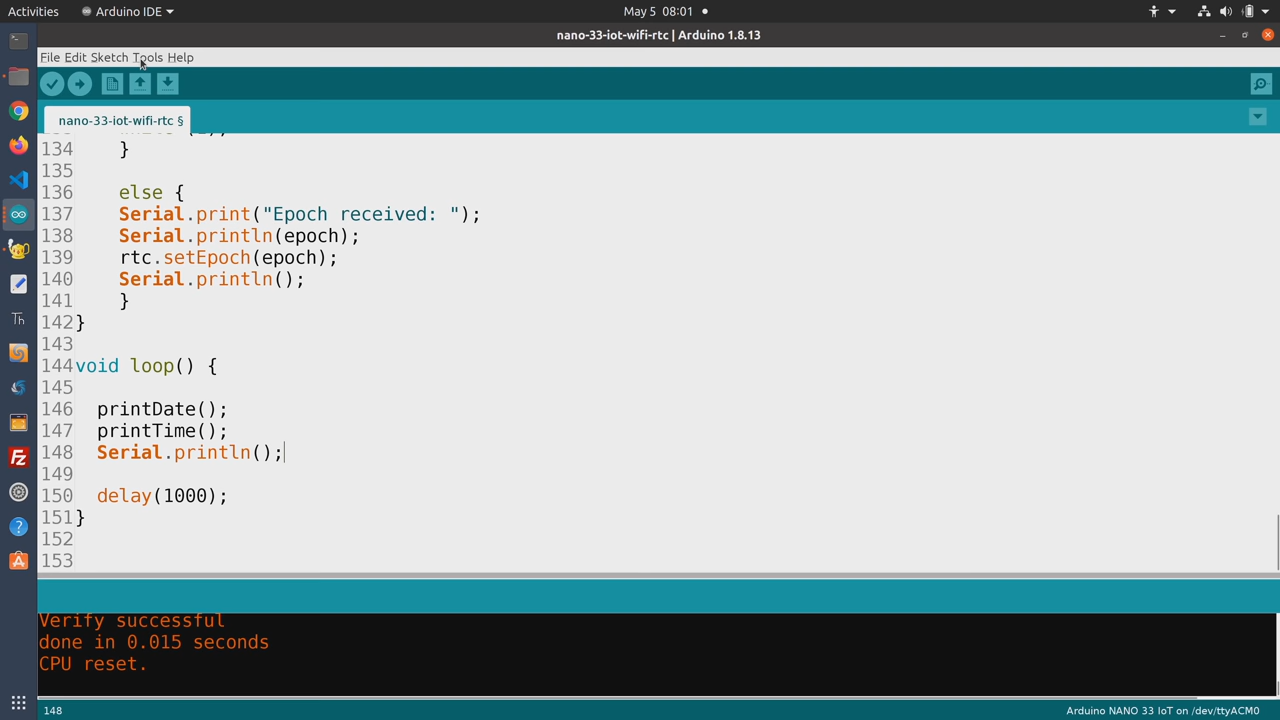 Activities
Arduino IDE
May 5 08:01
nano-33-iot-wifi-rtc | Arduino 1.8.13
File Edit Sketch Tools Help
nano-33-iot-wifi-rtc §
134 }
135
136 else {
137 Serial.print("Epoch received: ");
138 Serial.println(epoch);
139 rtc.setEpoch(epoch);
140 Serial.println();
141 }
142 }
143
144 void loop() {
145
146 printDate();
147 printTime();
148 Serial.println();
149
150 delay(1000);
151 }
152
153
Verify successful
done in 0.015 seconds
CPU reset.
148
Arduino NANO 33 IoT on /dev/ttyACM0
Th
FZ